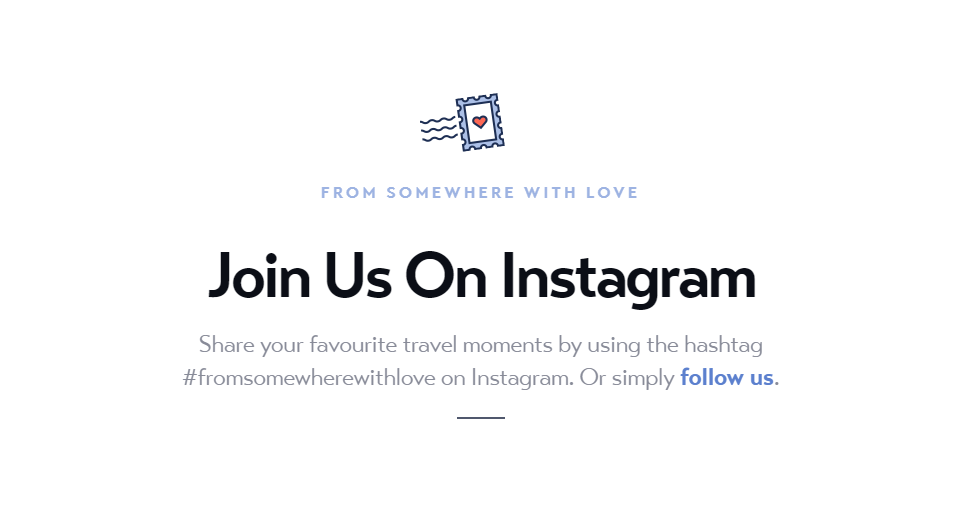 FROM SOMEWHERE WITH LOVE
Join Us On Instagram
Share your favourite travel moments by using the hashtag
#fromsomewherewithlove on Instagram. Or simply follow us.